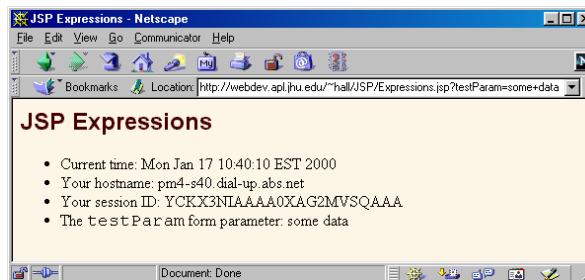 JSP Expressions - Netscape
File Edit View Go Communicator Help
Bookmarks Location: http://webdev.apl.jhu.edu/~hall/JSP/Expressions.jsp?testParam=some+data
JSP Expressions
Current time: Mon Jan 17 10:40:10 EST 2000
Your hostname: pm4-s40.dial-up.abs.net
Your session ID: YCKX3NIAAAA0XAG2MVSQAAA
The testParam form parameter: some data
Document: Done